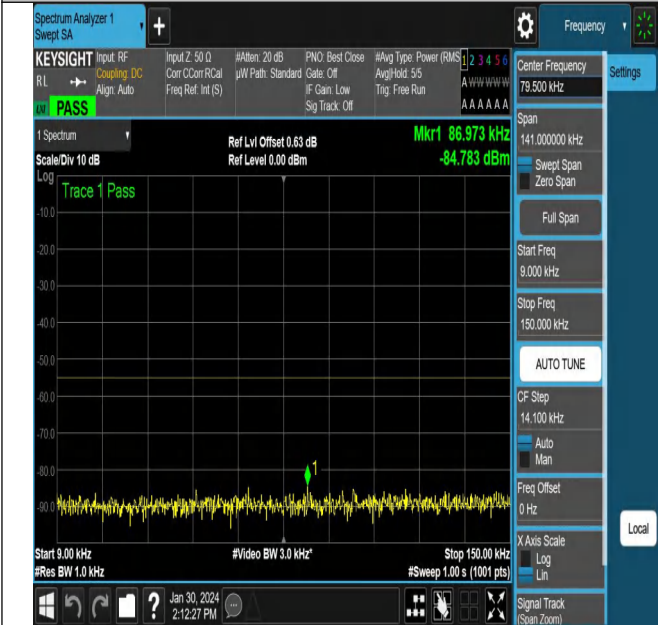 Spectrum Analyzer 1
Swept SA
+
Frequency
KEYSIGHT
Input: RF
Input Z: 50 Ω
#Atten: 20 dB
PNO: Best Close
#Avg Type: Power (RMS)
1 2 3 4 5 6
RL
Coupling: DC
Corr CCorr RCal
µW Path: Standard
Gate: Off
Avg|Hold: 5/5
A W W W W W
Align: Auto
Freq Ref: Int (S)
IF Gain: Low
Trig: Free Run
Sig Track: Off
A A A A A A
LXI
PASS
1 Spectrum
Ref Lvl Offset 0.63 dB
Mkr1 86.973 kHz
Scale/Div 10 dB
Ref Level 0.00 dBm
-84.783 dBm
Log
Trace 1 Pass
-10.0
-20.0
-30.0
-40.0
-50.0
-60.0
-70.0
-80.0
-90.0
1
Start 9.00 kHz
#Video BW 3.0 kHz*
Stop 150.00 kHz
#Res BW 1.0 kHz
#Sweep 1.00 s (1001 pts)
?
Jan 30, 2024
2:12:27 PM
Center Frequency
79.500 kHz
Settings
Span
141.000000 kHz
Swept Span
Zero Span
Full Span
Start Freq
9.000 kHz
Stop Freq
150.000 kHz
AUTO TUNE
CF Step
14.100 kHz
Auto
Man
Freq Offset
0 Hz
Local
X Axis Scale
Log
Lin
Signal Track
(Span Zoom)